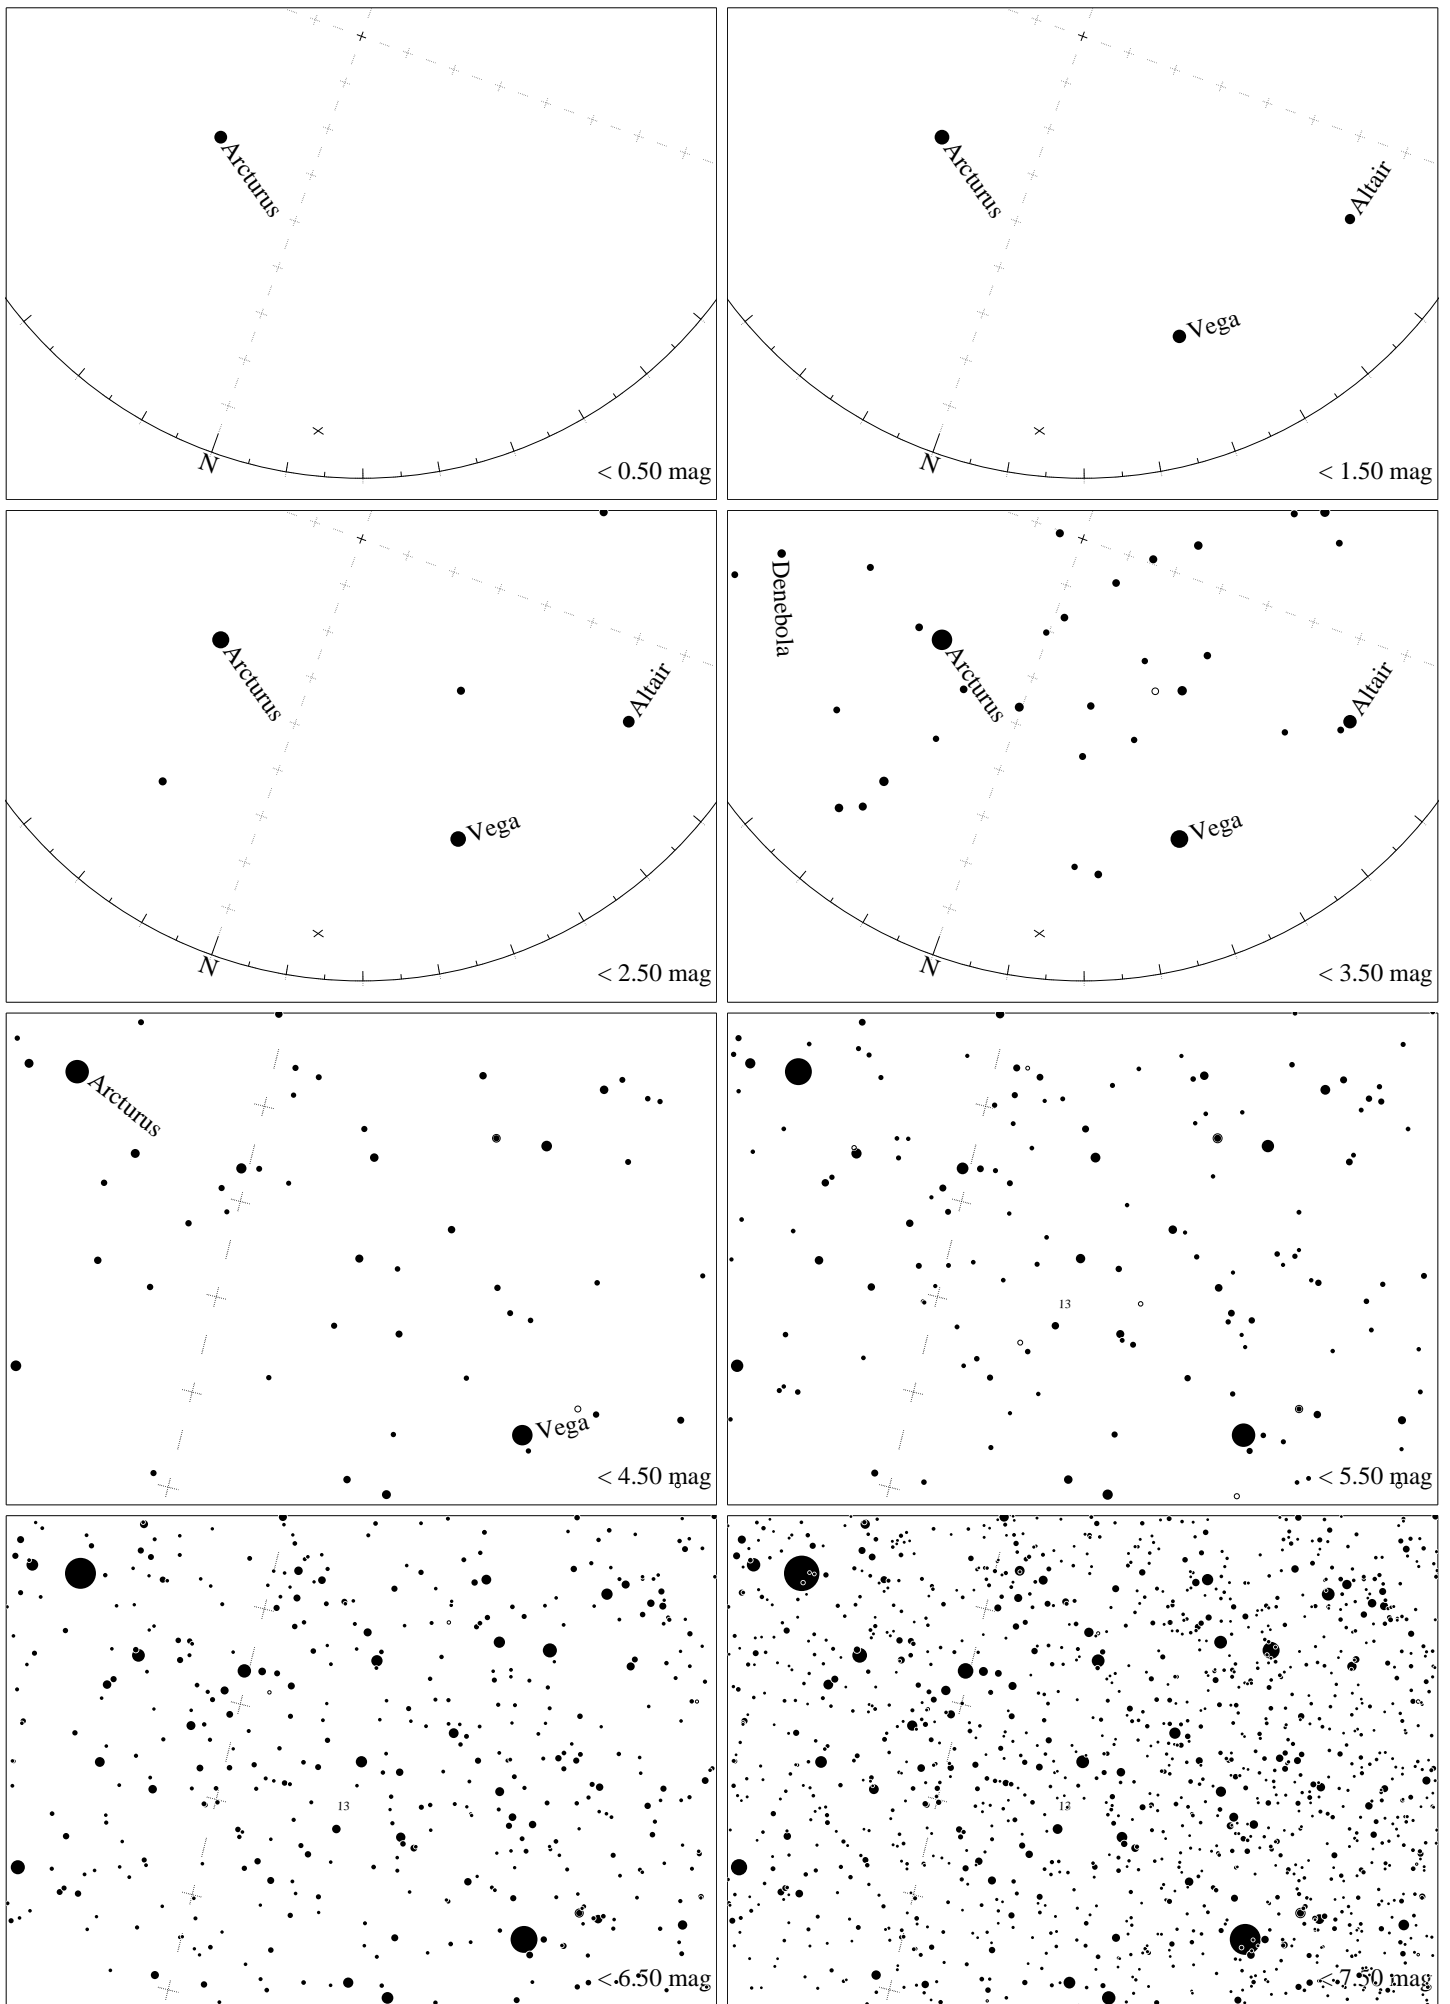 Arcturus
N
< 0.50 mag
Arcturus
Altair
Vega
N
< 1.50 mag
Arcturus
Altair
Vega
N
< 2.50 mag
Denebola
Arcturus
Altair
Vega
N
< 3.50 mag
Arcturus
Vega
< 4.50 mag
13
< 5.50 mag
13
< 6.50 mag
13
< 7.50 mag